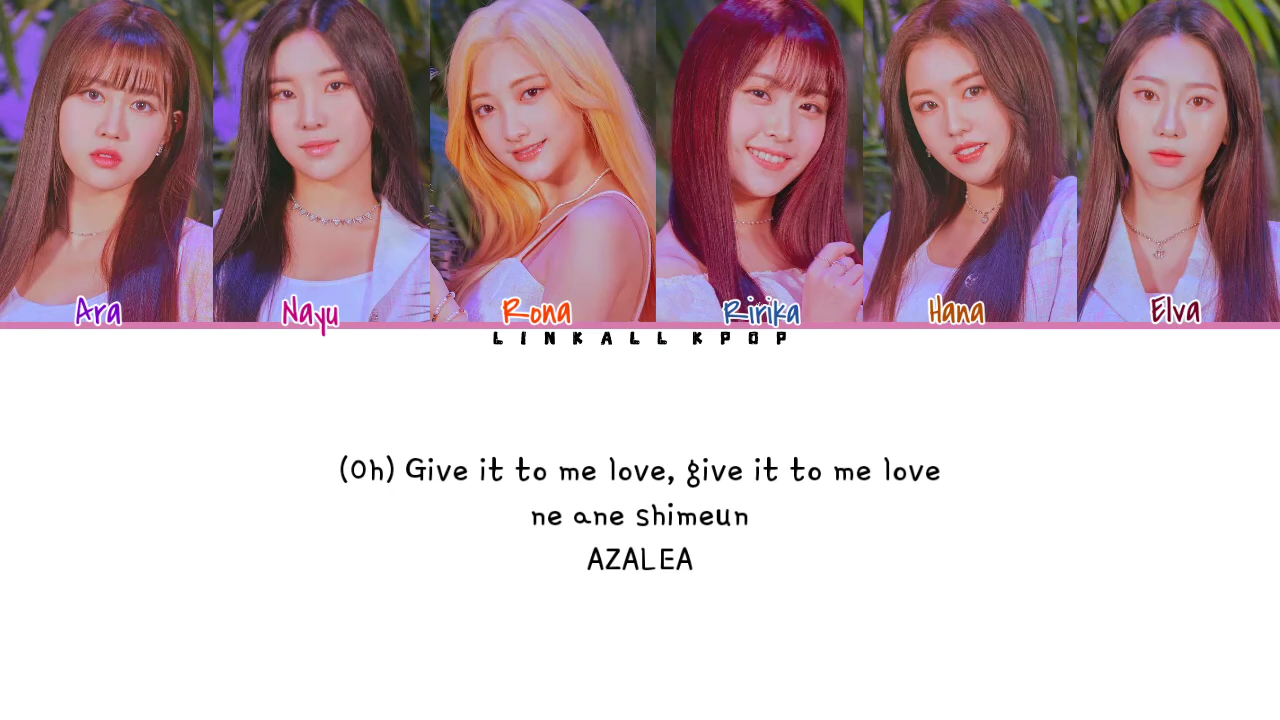 Ara Nayu Rona Ririka Hana Elva
LINKALL KPOP
(Oh) Give it to me love, give it to me love
ne ane shimeun
AZALEA